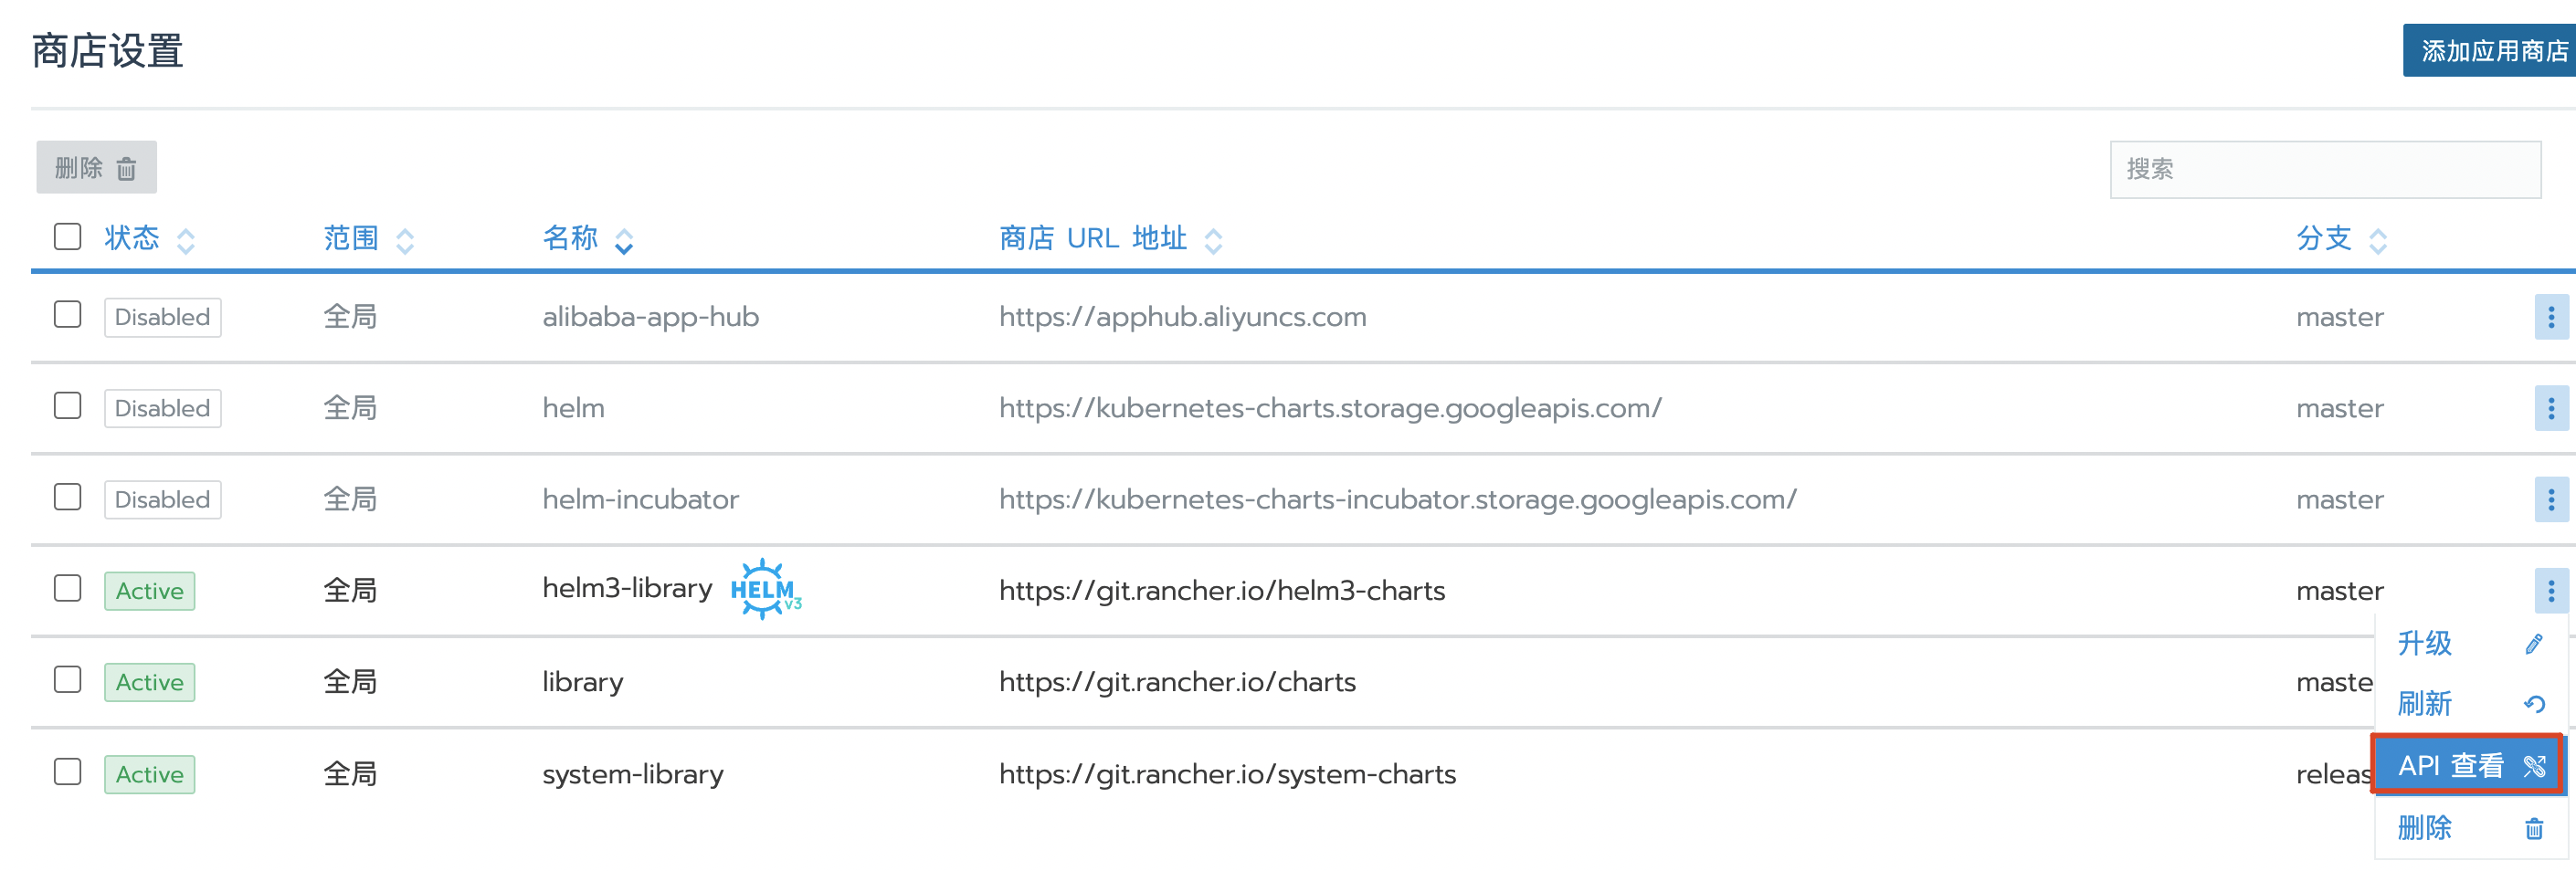 商店设置
添加应用商店
删除
搜索
状态 范围 名称 商店 URL 地址 分支
Disabled 全局 alibaba-app-hub https://apphub.aliyuncs.com master
Disabled 全局 helm https://kubernetes-charts.storage.googleapis.com/ master
Disabled 全局 helm-incubator https://kubernetes-charts-incubator.storage.googleapis.com/ master
Active 全局 helm3-library HELM v3 https://git.rancher.io/helm3-charts master
Active 全局 library https://git.rancher.io/charts maste
Active 全局 system-library https://git.rancher.io/system-charts releas
升级
刷新
API 查看
删除